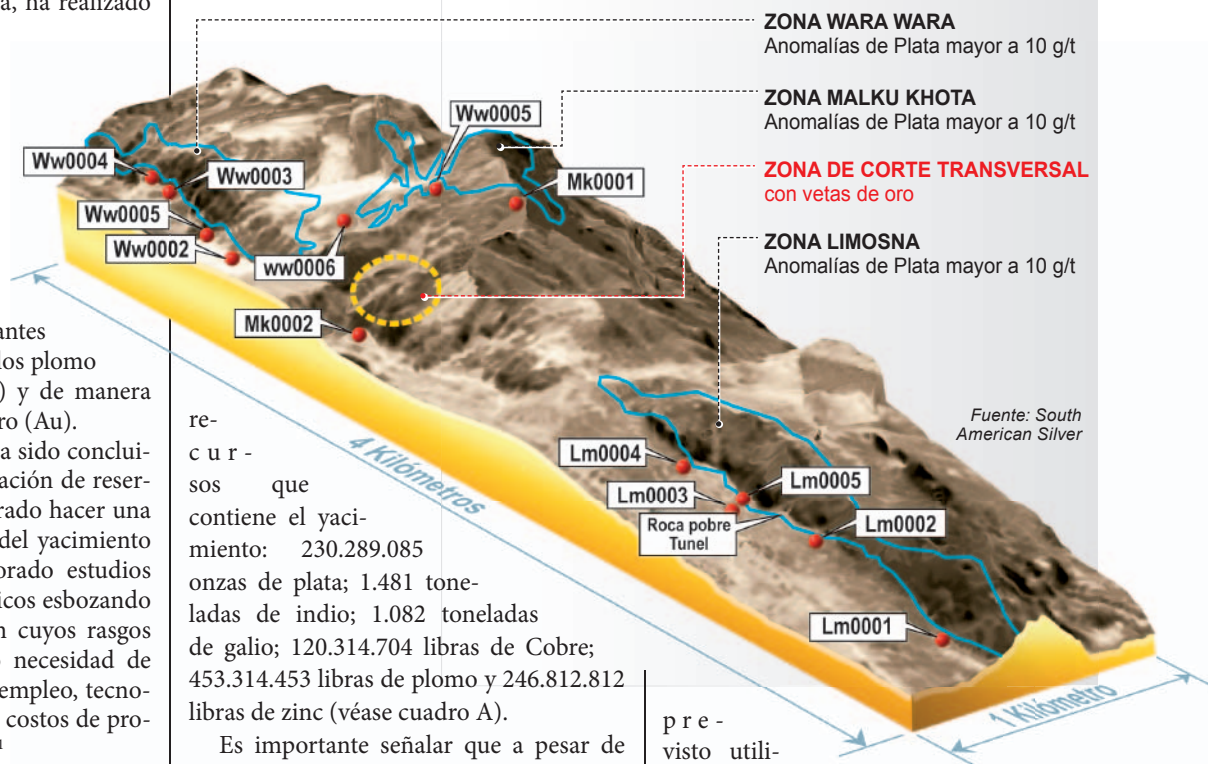 a, ha realizado
antes
los plomo
) y de manera
ro (Au).
a sido conclui-
ación de reser-
rado hacer una
del yacimiento
orado estudios
icos esbozando
n cuyos rasgos
necesidad de
empleo, tecno-
costos de pro-
re-
c u r -
sos que
contiene el yaci-
miento: 230.289.085
onzas de plata; 1.481 tone-
ladas de indio; 1.082 toneladas
de galio; 120.314.704 libras de Cobre;
453.314.453 libras de plomo y 246.812.812
libras de zinc (véase cuadro A).
Es importante señalar que a pesar de
p r e -
visto utili-
ZONA WARA WARA
Anomalías de Plata mayor a 10 g/t
ZONA MALKU KHOTA
Anomalías de Plata mayor a 10 g/t
ZONA DE CORTE TRANSVERSAL
con vetas de oro
ZONA LIMOSNA
Anomalías de Plata mayor a 10 g/t
Fuente: South
American Silver
Ww0005
Ww0004
Ww0003
Mk0001
Ww0005
Ww0002
ww0006
Mk0002
Lm0004
Lm0005
Lm0003
Roca pobre
Tunel
Lm0002
Lm0001
4 Kilómetros
1 Kilómetro